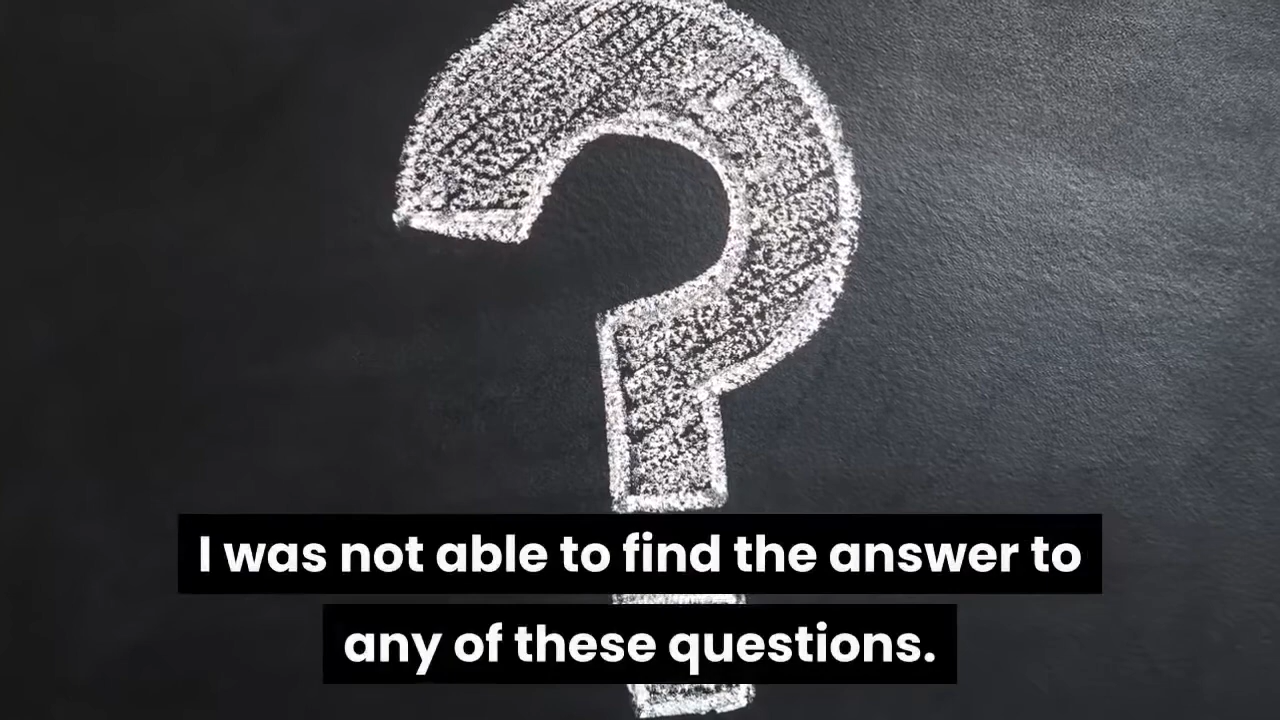 I was not able to find the answer to
any of these questions.